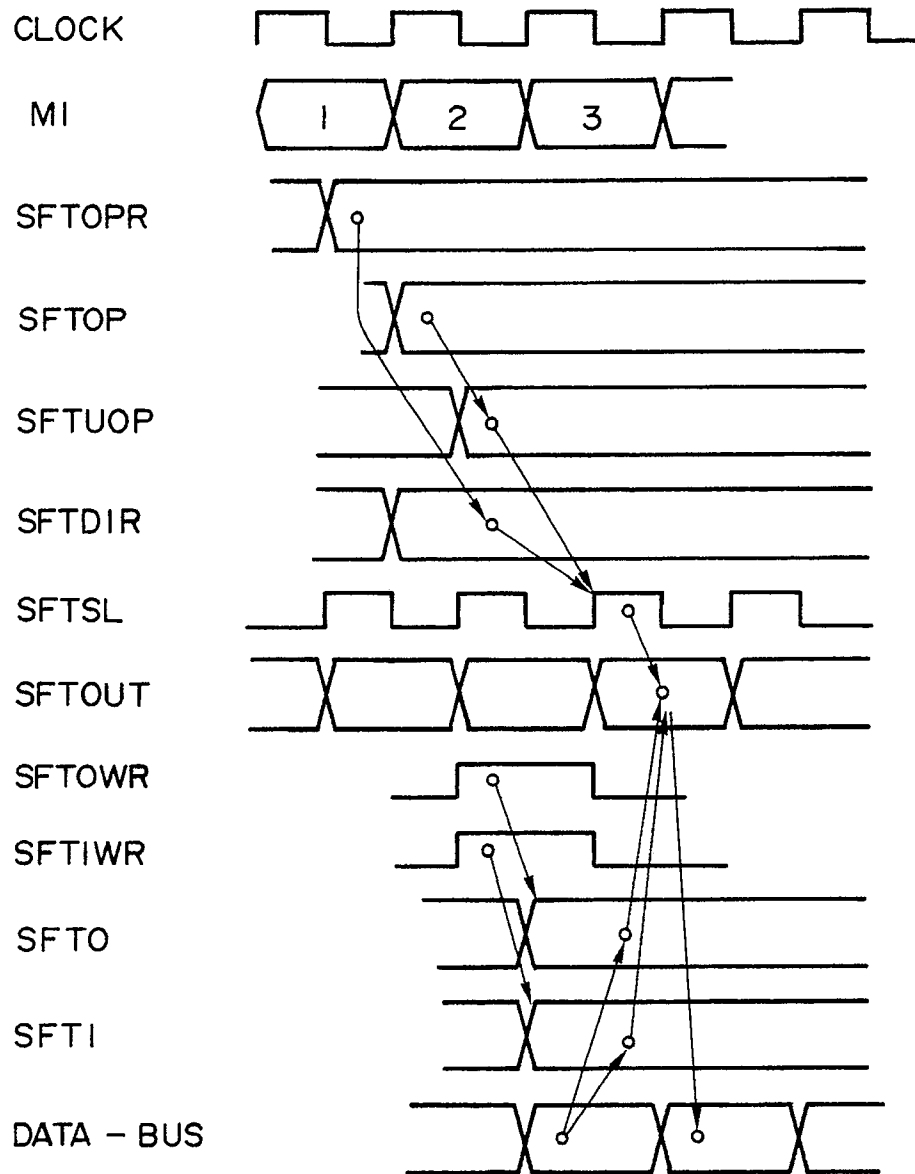 CLOCK
MI
1 2 3
SFTOPR
SFTOP
SFTUOP
SFTDIR
SFTSL
SFTOUT
SFTOWR
SFTIWR
SFTO
SFTI
DATA - BUS